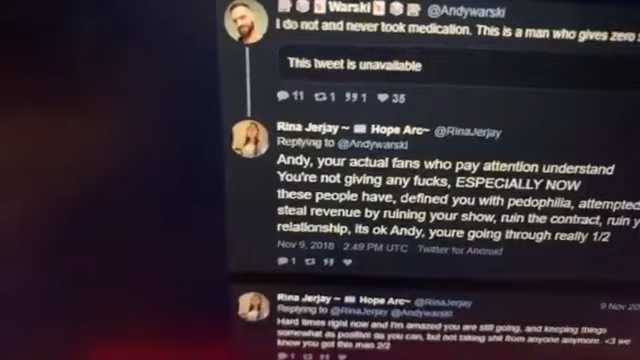 Warski @Andywarski
I do not and never took medication. This is a man who gives zero
This tweet is unavailable
11 1 1 35
Rina Jerjay ~ Hope Arc~ @RinaJerjay
Replying to @Andywarski
Andy, your actual fans who pay attention understand
You're not giving any fucks, ESPECIALLY NOW
these people have, defined you with pedophilia, attempted
steal revenue by ruining your show, ruin the contract, ruin y
relationship, its ok Andy, youre going through really 1/2
Nov 9, 2018 2:49 PM UTC Twitter for Android
1
Rina Jerjay ~ Hope Arc~ @RinaJerjay 9 Nov 20
Replying to @RinaJerjay @Andywarski
Hard times right now and I'm amazed you are still going, and keeping things
somewhat as positive as you can, but not taking shit from anyone anymore. <3 we
know you got this man 2/2
1